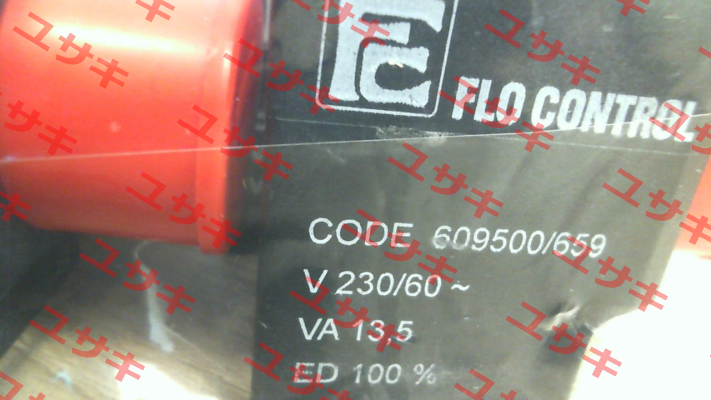 FC FLO CONTROL
CODE 609500/659
V 230/60 ~
VA 13,5
ED 100 %
ユサキ